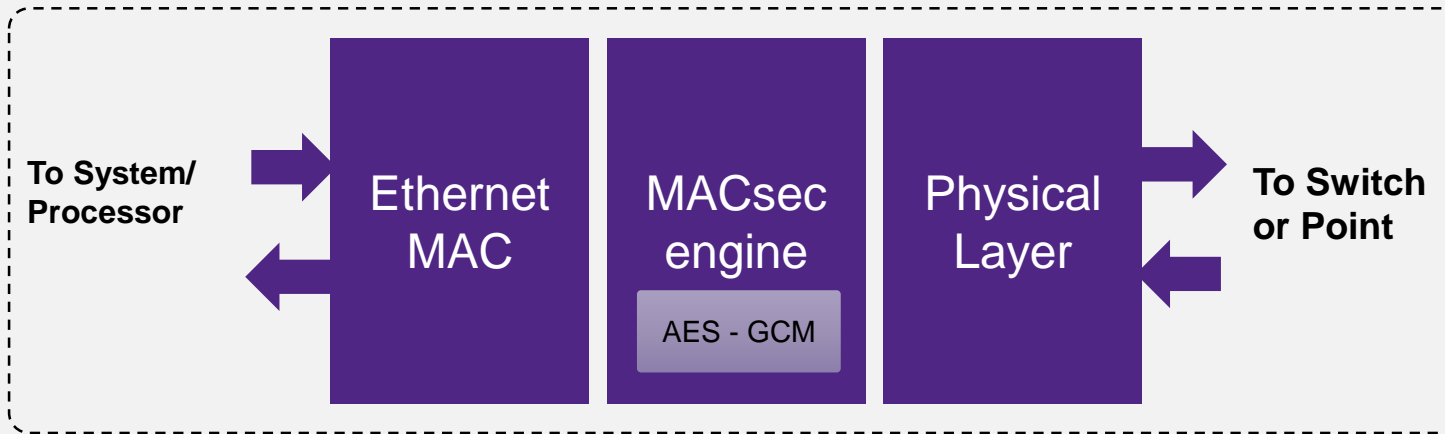 To System/
Processor
Ethernet
MAC
MACsec
engine
AES - GCM
Physical
Layer
To Switch
or Point